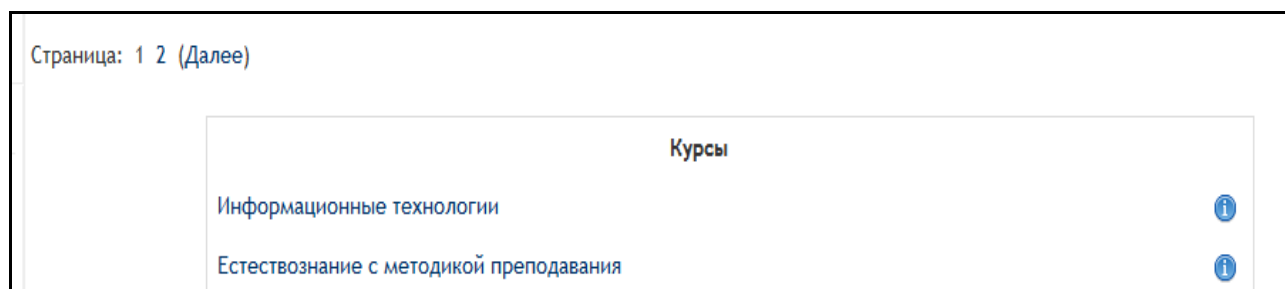 Страница: 1 2 (Далее)
Курсы
Информационные технологии
Естествознание с методикой преподавания